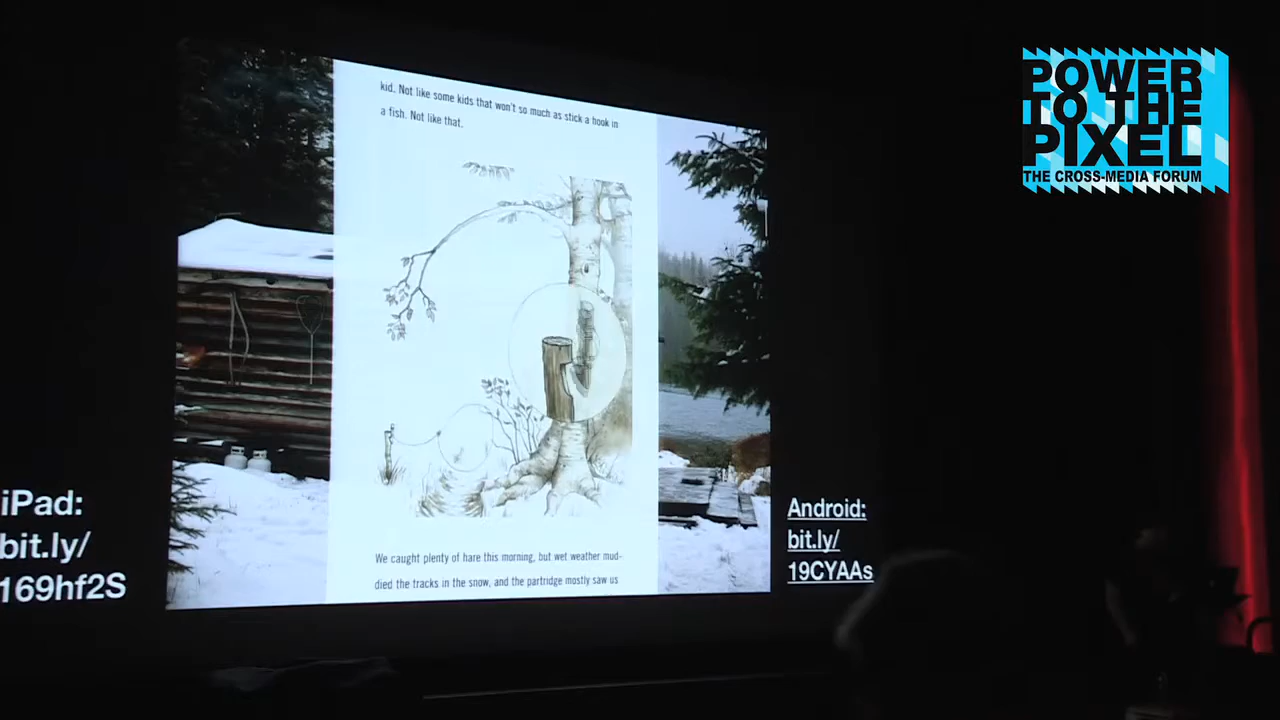 kid. Not like some kids that won't so much as stick a hook in
a fish. Not like that.
We caught plenty of hare this morning, but wet weather mud-
died the tracks in the snow, and the partridge mostly saw us
iPad:
bit.ly/
169hf2S
Android:
bit.ly/
19CYAAs
POWER
TO THE
PIXEL
THE CROSS-MEDIA FORUM